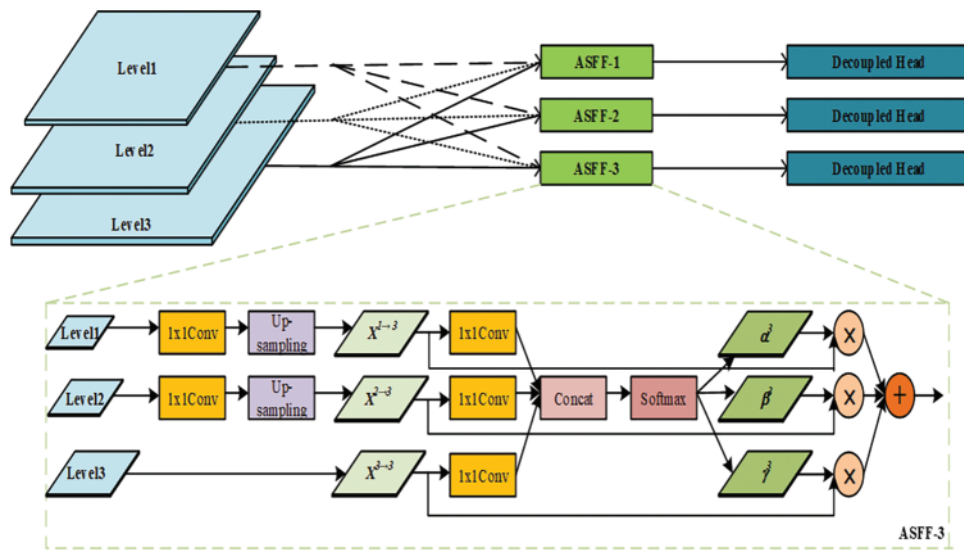 Level1
Level2
Level3
ASFF-1
ASFF-2
ASFF-3
Decoupled Head
Decoupled Head
Decoupled Head
Level1
1x1Conv
Up-
sampling
X¹→³
1x1Conv
α³
×
Level2
1x1Conv
Up-
sampling
X²→³
1x1Conv
Concat
Softmax
β³
×
+
Level3
X³→³
1x1Conv
γ³
×
ASFF-3